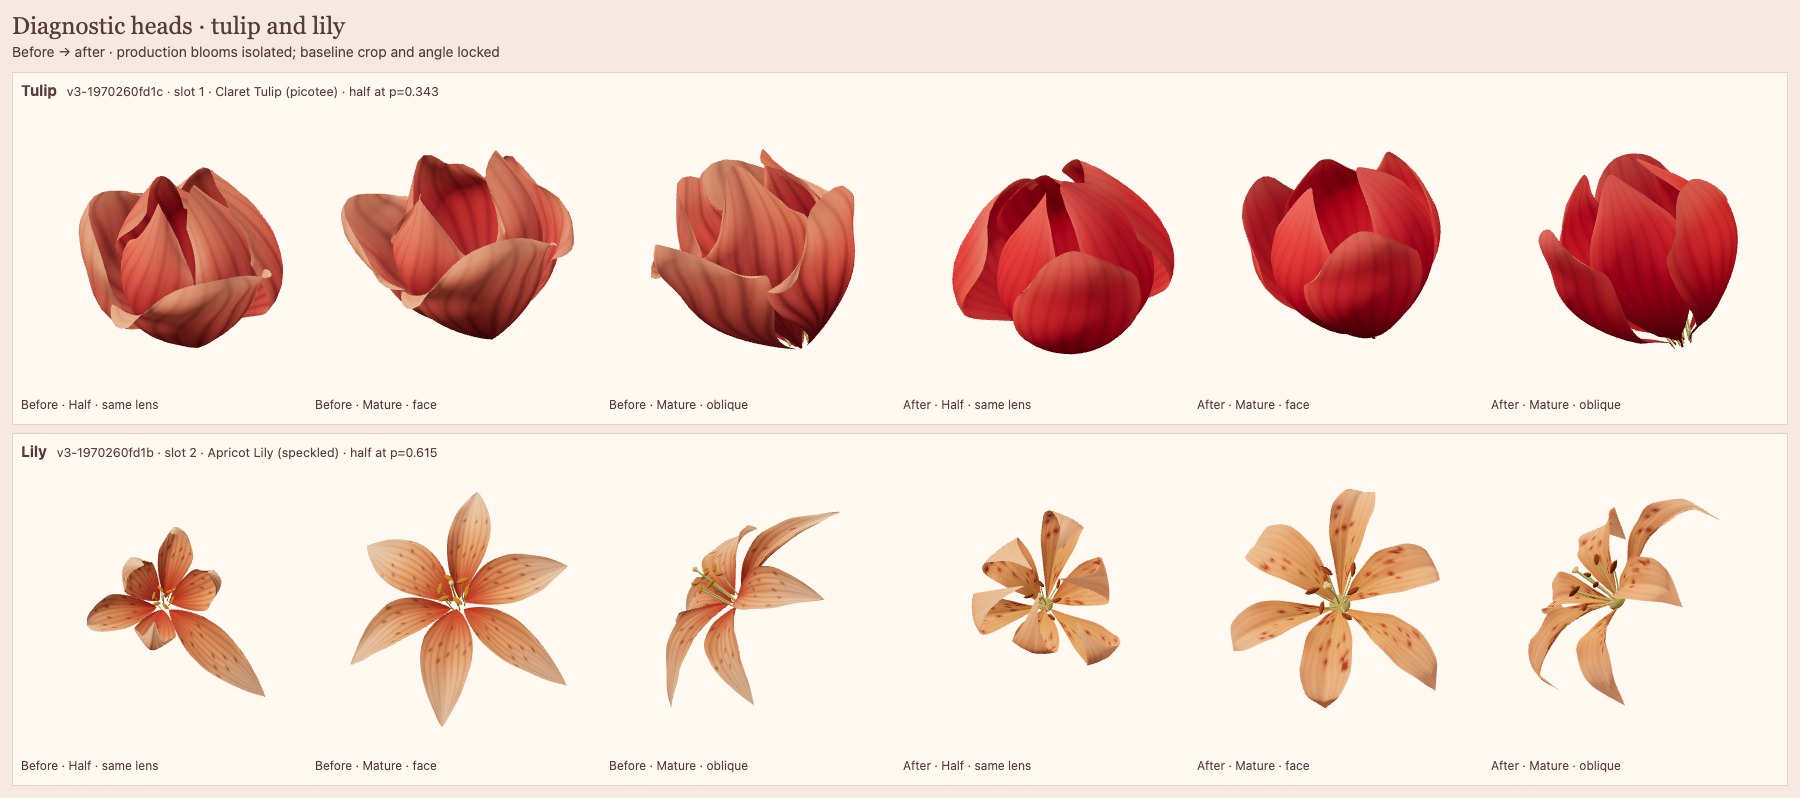 Diagnostic heads · tulip and lily
Before → after · production blooms isolated; baseline crop and angle locked
Tulip v3-1970260fd1c · slot 1 · Claret Tulip (picotee) · half at p=0.343
Before · Half · same lens
Before · Mature · face
Before · Mature · oblique
After · Half · same lens
After · Mature · face
After · Mature · oblique
Lily v3-1970260fd1b · slot 2 · Apricot Lily (speckled) · half at p=0.615
Before · Half · same lens
Before · Mature · face
Before · Mature · oblique
After · Half · same lens
After · Mature · face
After · Mature · oblique